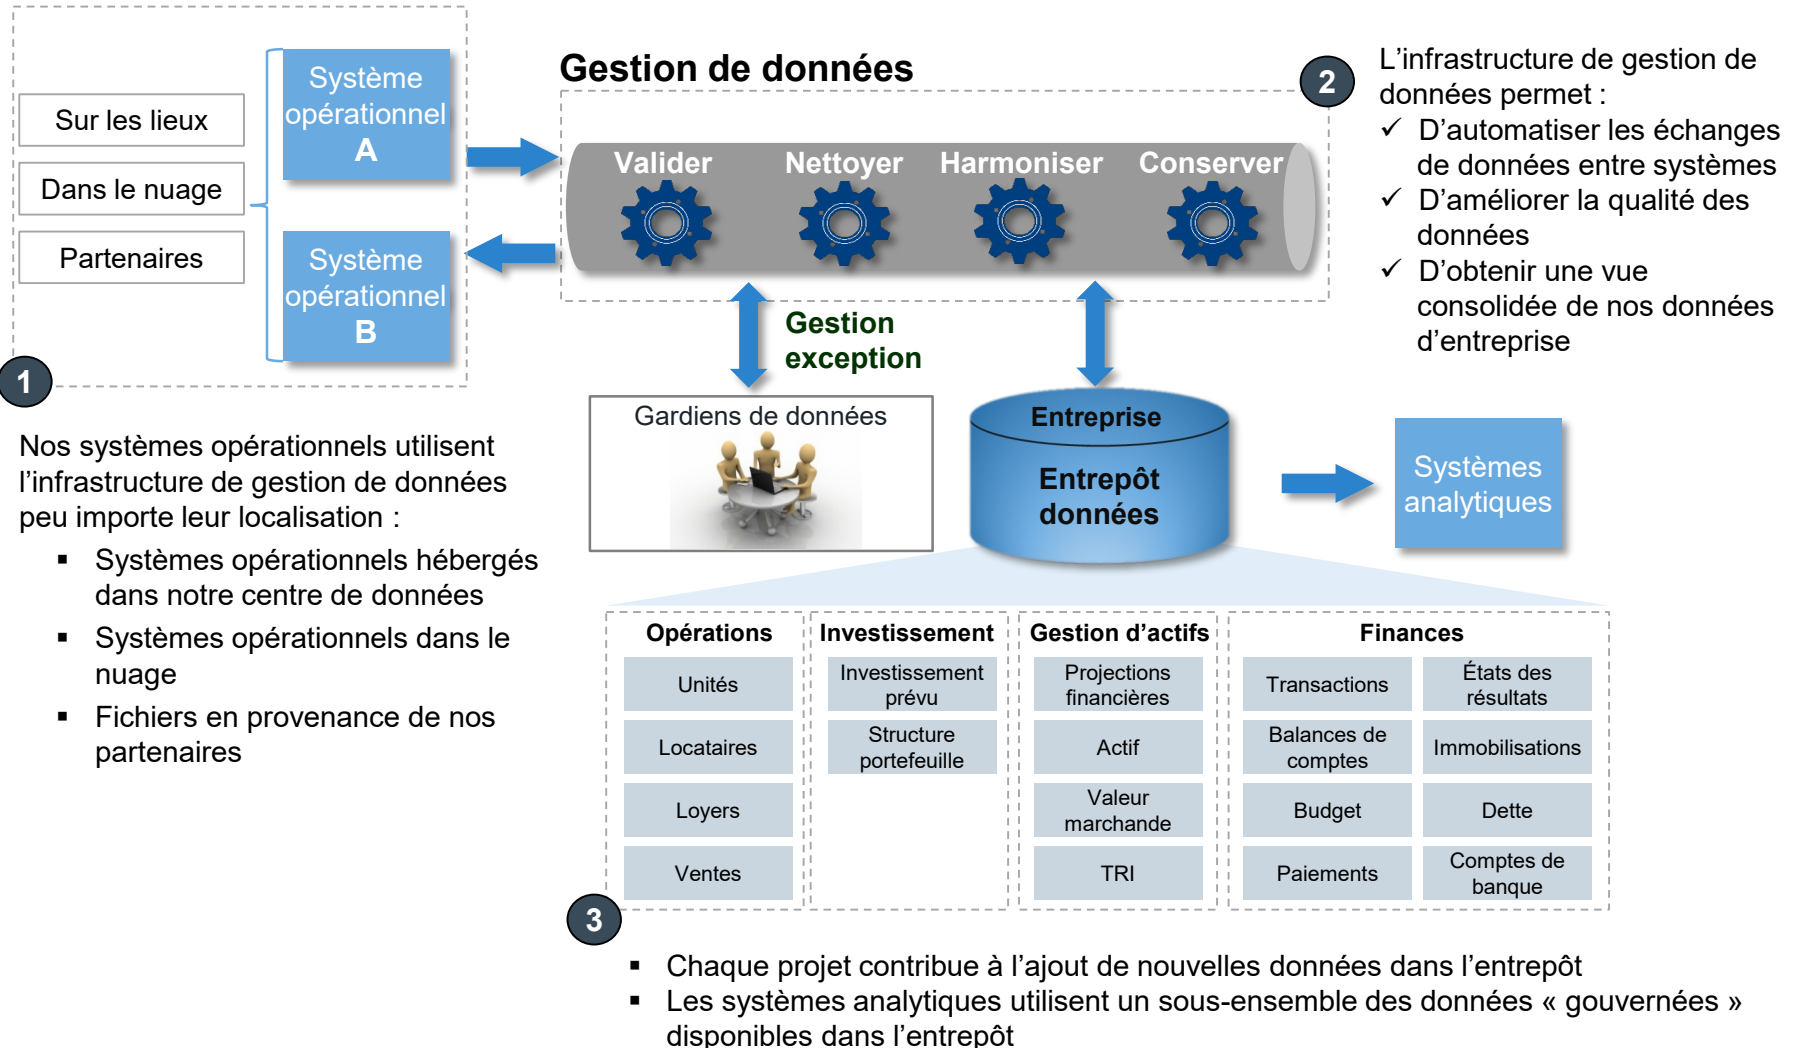 Sur les lieux
Dans le nuage
Partenaires
Système
opérationnel
A
Système
opérationnel
B
1
Nos systèmes opérationnels utilisent
l’infrastructure de gestion de données
peu importe leur localisation :
▪ Systèmes opérationnels hébergés
dans notre centre de données
▪ Systèmes opérationnels dans le
nuage
▪ Fichiers en provenance de nos
partenaires
Gestion de données
Valider Nettoyer Harmoniser Conserver
2
L’infrastructure de gestion de
données permet :
✓ D’automatiser les échanges
de données entre systèmes
✓ D’améliorer la qualité des
données
✓ D’obtenir une vue
consolidée de nos données
d’entreprise
Gestion
exception
Gardiens de données
Entreprise
Entrepôt
données
Systèmes
analytiques
Opérations
Unités
Locataires
Loyers
Ventes
Investissement
Investissement
prévu
Structure
portefeuille
Gestion d’actifs
Projections
financières
Actif
Valeur
marchande
TRI
Finances
Transactions
Balances de
comptes
Budget
Paiements
États des
résultats
Immobilisations
Dette
Comptes de
banque
3
▪ Chaque projet contribue à l’ajout de nouvelles données dans l’entrepôt
▪ Les systèmes analytiques utilisent un sous-ensemble des données « gouvernées »
disponibles dans l’entrepôt